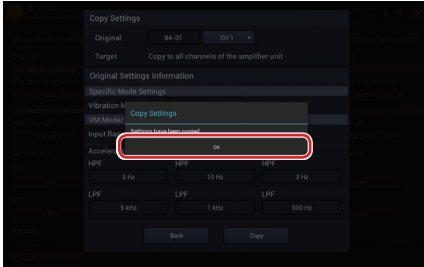 Copy Settings
Original B4-01 CH 1
Target Copy to all channels of the amplifier unit
Original Settings Information
Specific Mode Settings
Vibration M
Copy Settings
VM Mode/
Settings have been copied
Input Ran
OK
Accelera
HPF HPF HPF
3 Hz 10 Hz 3 Hz
LPF LPF LPF
5 kHz 1 kHz 500 Hz
Back Copy